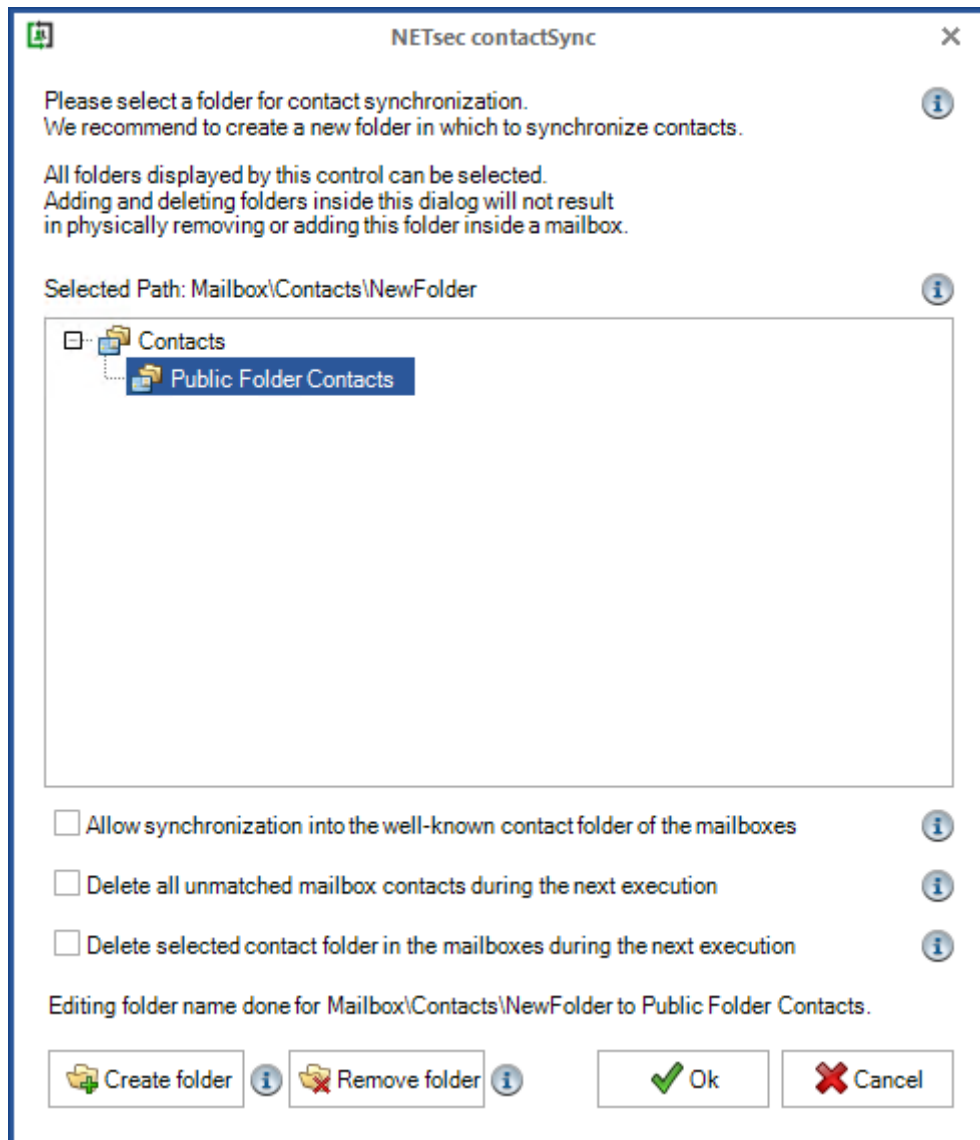 NETsec contactSync
Please select a folder for contact synchronization.
We recommend to create a new folder in which to synchronize contacts.
All folders displayed by this control can be selected.
Adding and deleting folders inside this dialog will not result
in physically removing or adding this folder inside a mailbox.
Selected Path: Mailbox\Contacts\NewFolder
Contacts
Public Folder Contacts
Allow synchronization into the well-known contact folder of the mailboxes
Delete all unmatched mailbox contacts during the next execution
Delete selected contact folder in the mailboxes during the next execution
Editing folder name done for Mailbox\Contacts\NewFolder to Public Folder Contacts.
Create folder Remove folder Ok Cancel